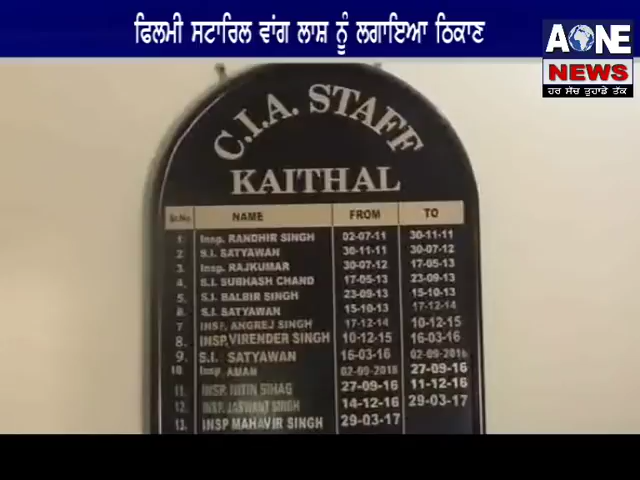 ਫਿਲਮੀ ਸਟਾਰਿਲ ਵਾਂਗ ਲਾਸ਼ ਨੂੰ ਲਗਾਇਆ ਠਿਕਾਣ
AONE
NEWS
ਹਰ ਸੱਚ ਤੁਹਾਡੇ ਤੱਕ
C.I.A. STAFF
KAITHAL
Sr.No. NAME FROM TO
1. Insp. RANDHIR SINGH 02-07-11 30-11-11
2 S.I. SATYAWAN 30-11-11 30-07-12
3. Insp. RAJKUMAR 30-07-12 17-05-13
4. S.I. SUBHASH CHAND 17-05-13 23-09-13
5. S.I. BALBIR SINGH 23-09-13 15-10-13
6. S.I. SATYAWAN 15-10-13 17-12-14
7 INSP. ANGREJ SINGH 17-12-14 10-12-15
8. INSP. VIRENDER SINGH 10-12-15 16-03-16
9. S.I. SATYAWAN 16-03-16 02-09-2016
10 Insp AMAN 02-09-2016 27-09-16
11. INSP. NITIN SIHAG 27-09-16 11-12-16
12. INSP. JASWANT SINGH 14-12-16 29-03-17
13. INSP MAHAVIR SINGH 29-03-17